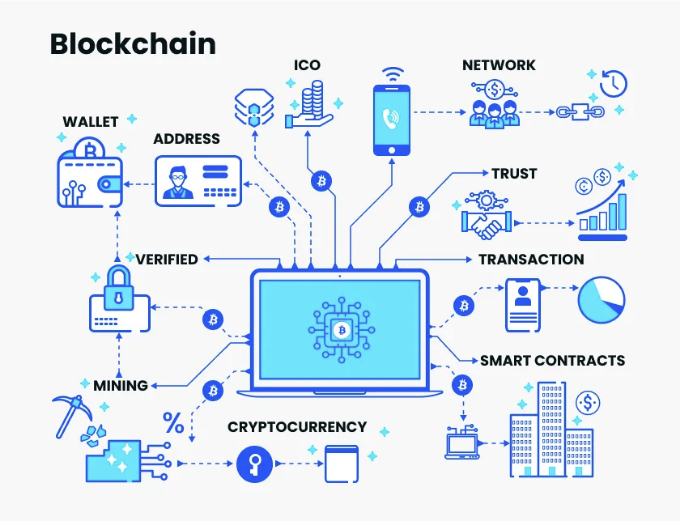 Blockchain
ICO
NETWORK
WALLET
ADDRESS
TRUST
VERIFIED
TRANSACTION
SMART CONTRACTS
MINING
%
CRYPTOCURRENCY